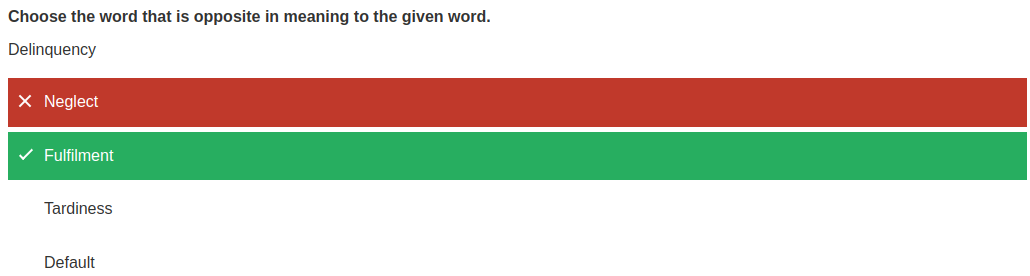 Choose the word that is opposite in meaning to the given word.
Delinquency
Neglect
Fulfilment
Tardiness
Default